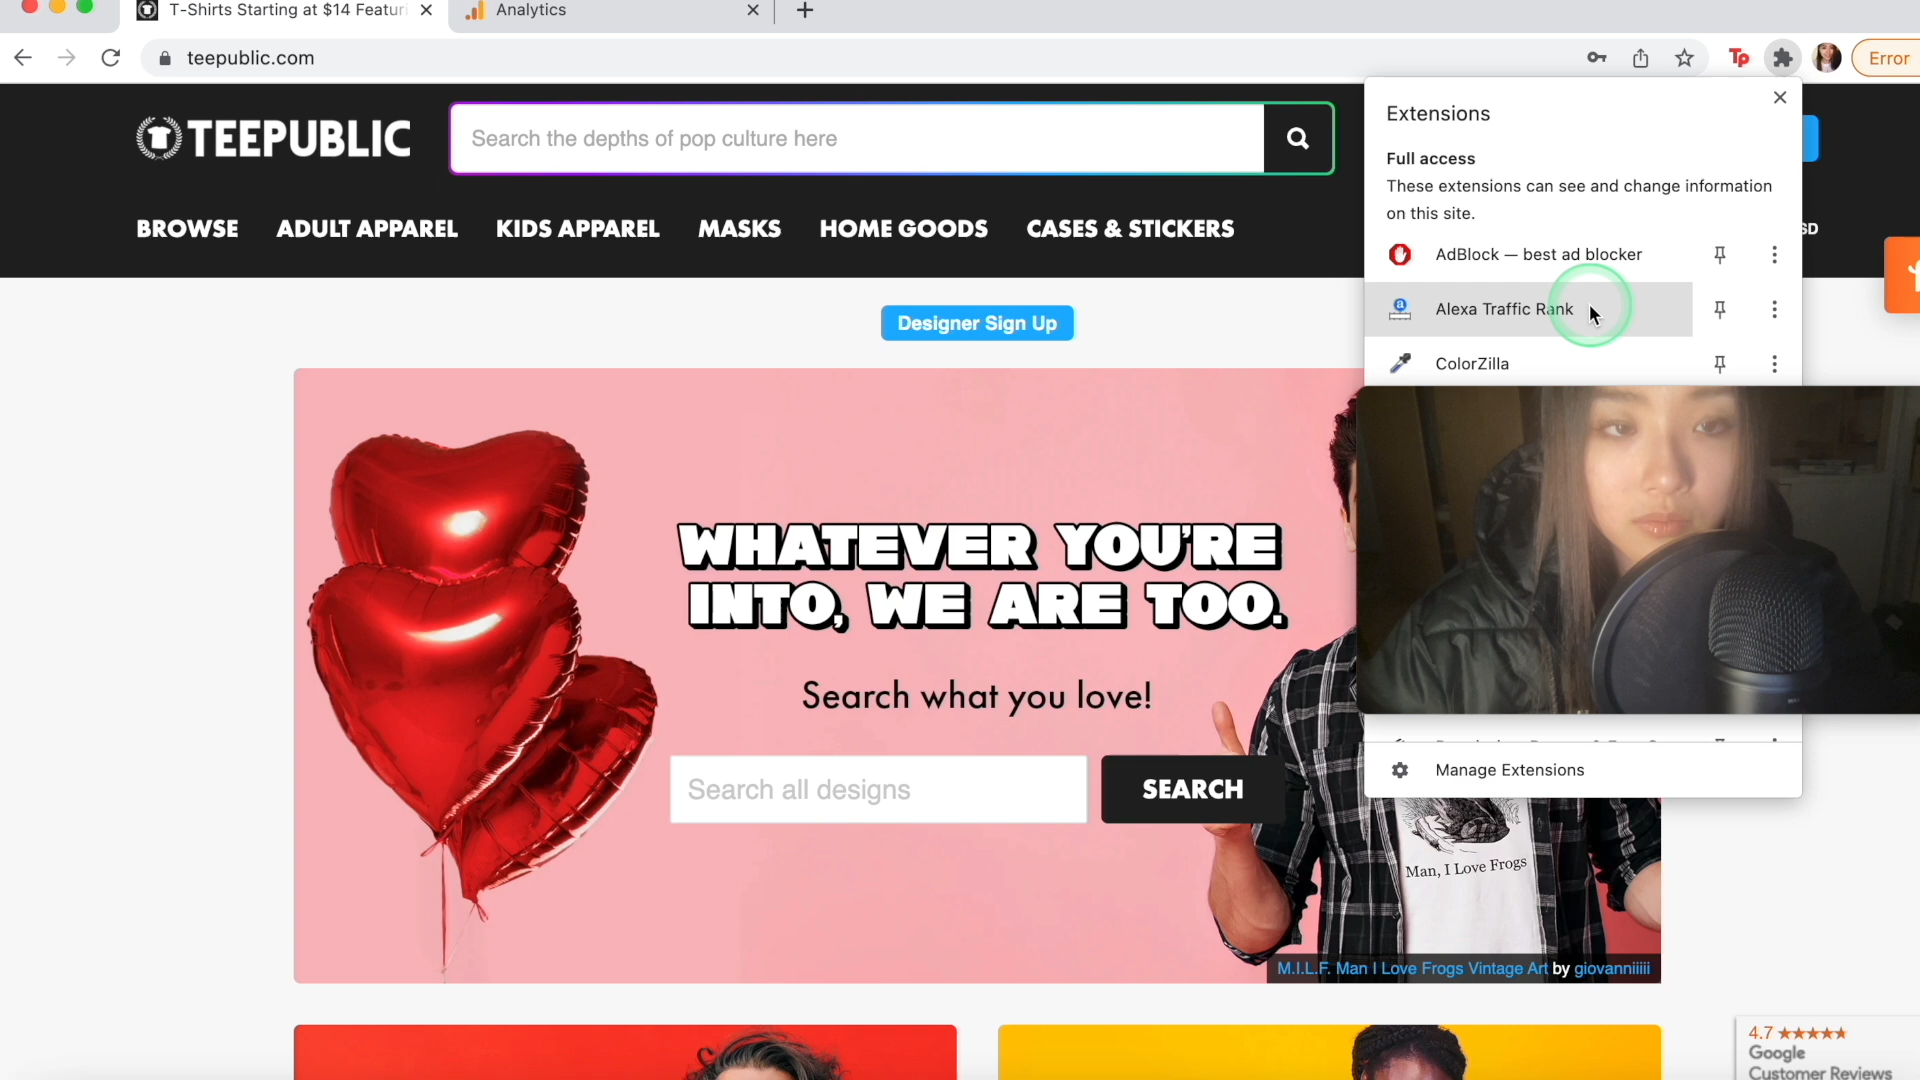 T-Shirts Starting at $14 Featuri
Analytics
teepublic.com
Tp
Error
TEEPUBLIC
Search the depths of pop culture here
BROWSE
ADULT APPAREL
KIDS APPAREL
MASKS
HOME GOODS
CASES & STICKERS
SD
Extensions
Full access
These extensions can see and change information
on this site.
AdBlock — best ad blocker
Alexa Traffic Rank
ColorZilla
Manage Extensions
Designer Sign Up
WHATEVER YOU'RE
INTO, WE ARE TOO.
Search what you love!
Search all designs
SEARCH
Man, I Love Frogs
M.I.L.F. Man I Love Frogs Vintage Art by giovanniiiii
4.7 ★★★★★
Google
Customer Reviews